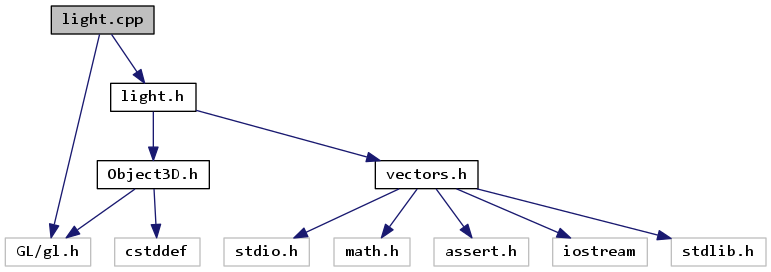 light.cpp
light.h
Object3D.h
vectors.h
GL/gl.h
cstddef
stdio.h
math.h
assert.h
iostream
stdlib.h